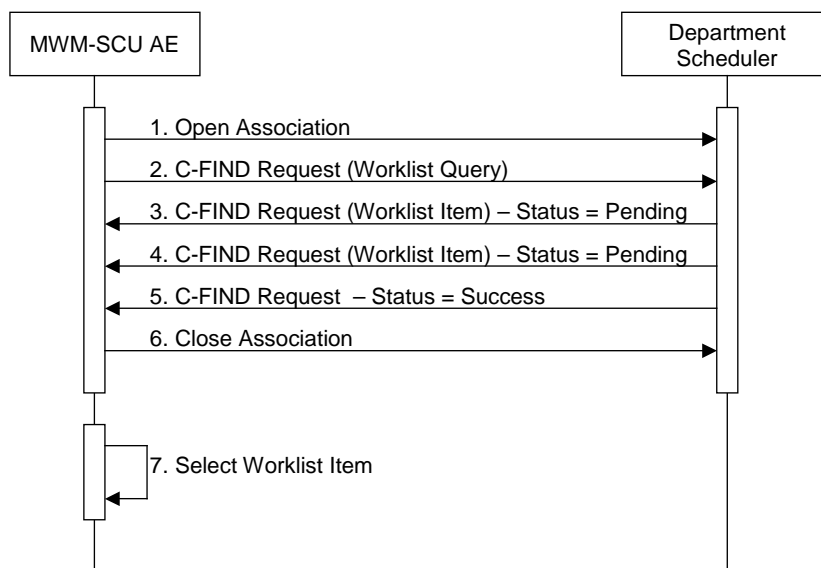 MWM-SCU AE
Department
Scheduler
1. Open Association
2. C-FIND Request (Worklist Query)
3. C-FIND Request (Worklist Item) – Status = Pending
4. C-FIND Request (Worklist Item) – Status = Pending
5. C-FIND Request  – Status = Success
6. Close Association
7. Select Worklist Item